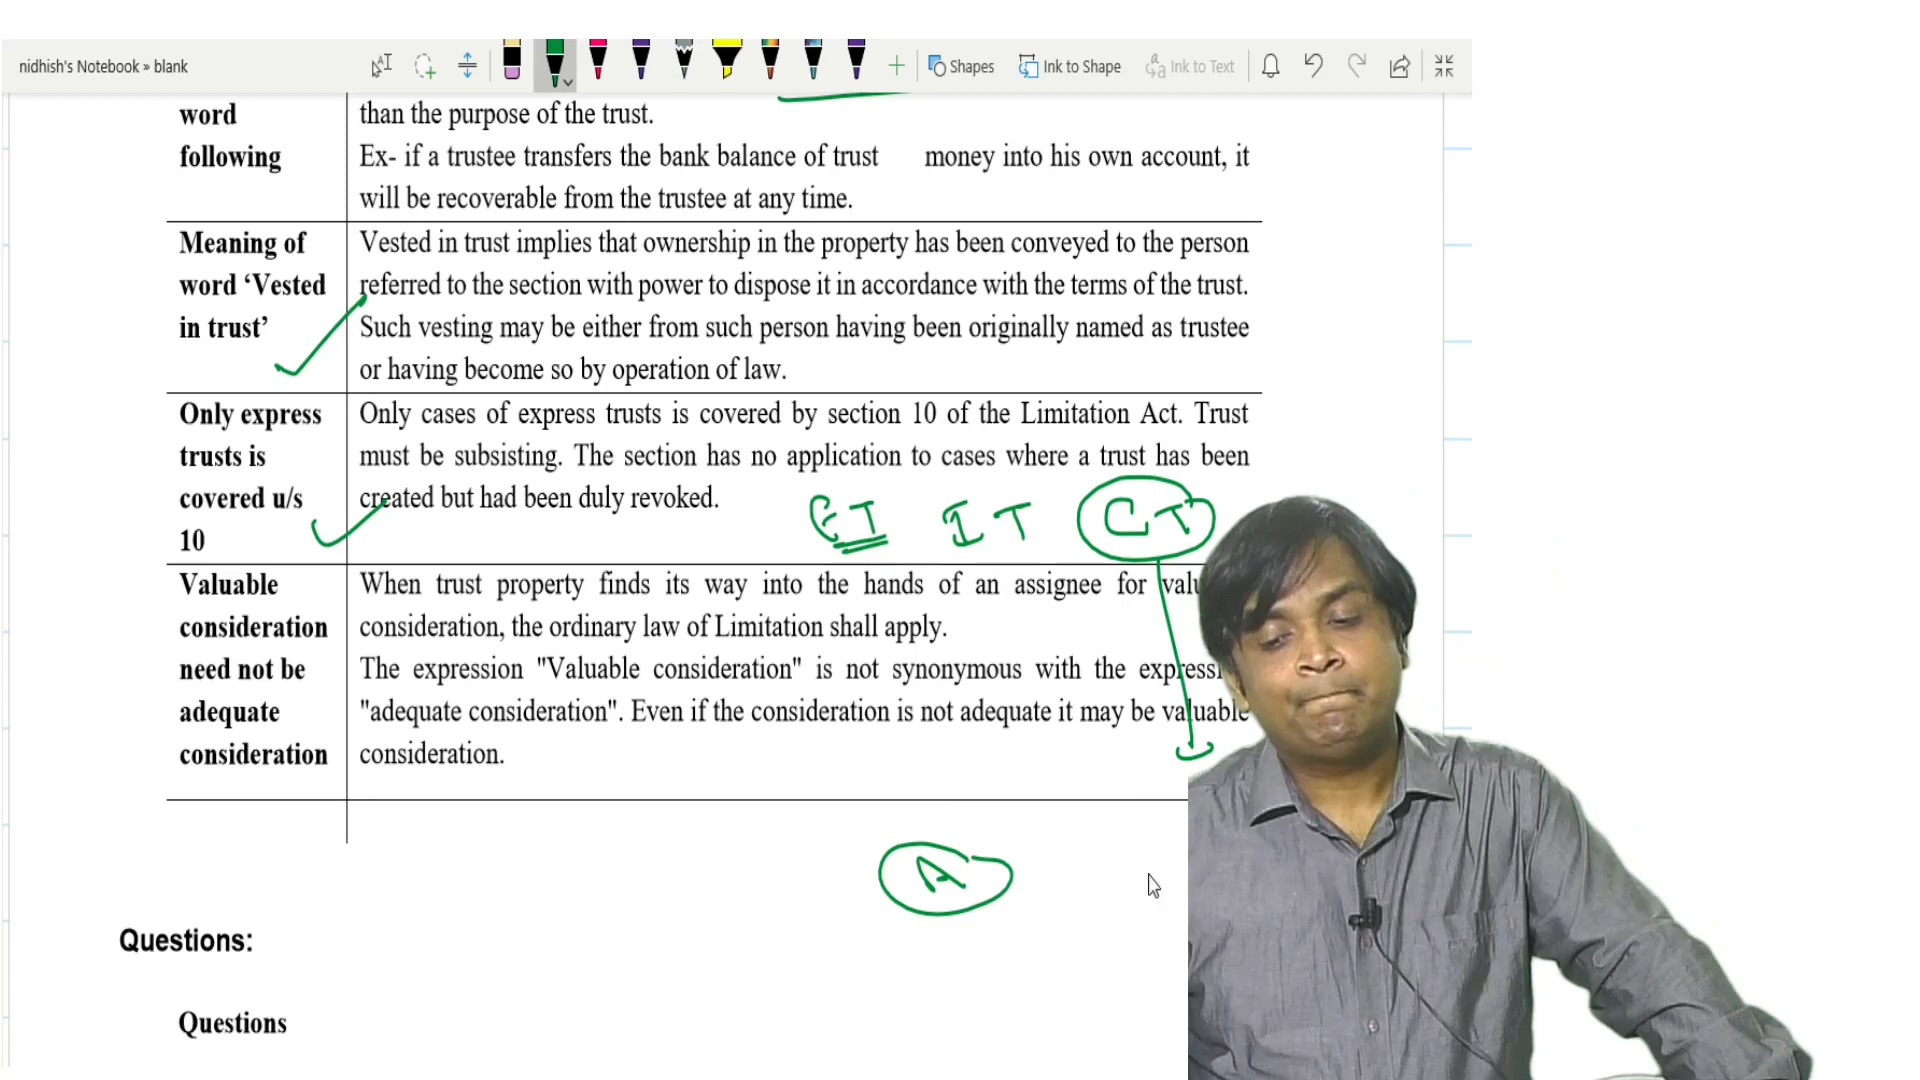 nidhish's Notebook » blank
Shapes
Ink to Shape
Ink to Text
word
than the purpose of the trust.
following
Ex- if a trustee transfers the bank balance of trust money into his own account, it
will be recoverable from the trustee at any time.
Meaning of
word ‘Vested
in trust’
Vested in trust implies that ownership in the property has been conveyed to the person
referred to the section with power to dispose it in accordance with the terms of the trust.
Such vesting may be either from such person having been originally named as trustee
or having become so by operation of law.
Only express
trusts is
covered u/s
10
Only cases of express trusts is covered by section 10 of the Limitation Act. Trust
must be subsisting. The section has no application to cases where a trust has been
created but had been duly revoked.
ET IT CT
Valuable
consideration
need not be
adequate
consideration
When trust property finds its way into the hands of an assignee for
consideration, the ordinary law of Limitation shall apply.
The expression "Valuable consideration" is not synonymous with the
"adequate consideration". Even if the consideration is not adequate it may be valuable
consideration.
A
Questions:
Questions